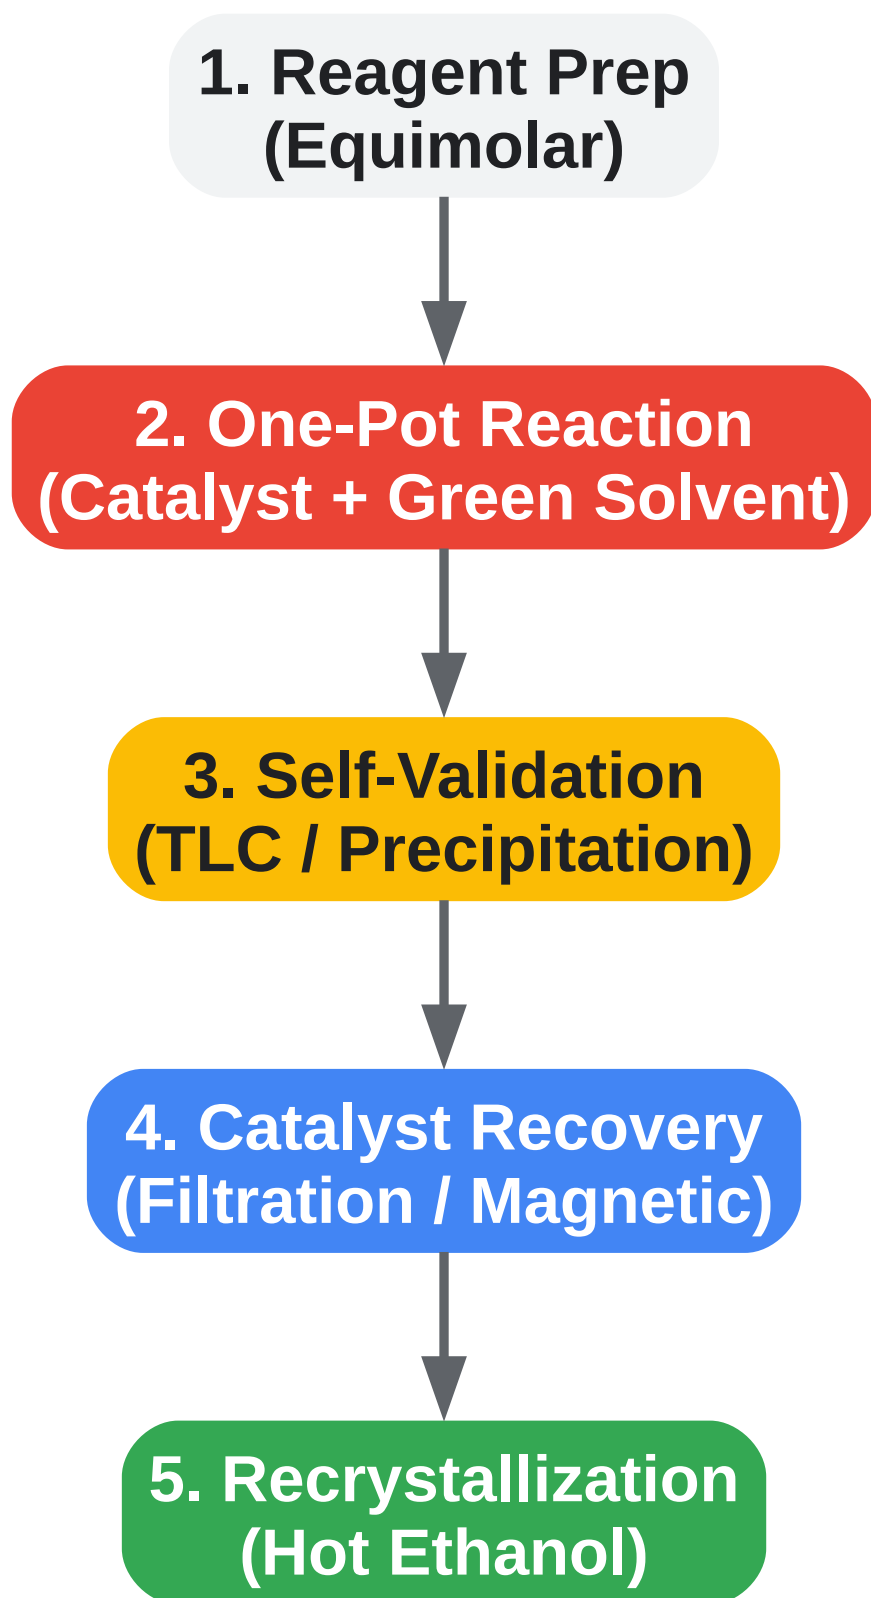 1. Reagent Prep
(Equimolar)
2. One-Pot Reaction
(Catalyst + Green Solvent)
3. Self-Validation
(TLC / Precipitation)
4. Catalyst Recovery
(Filtration / Magnetic)
5. Recrystallization
(Hot Ethanol)